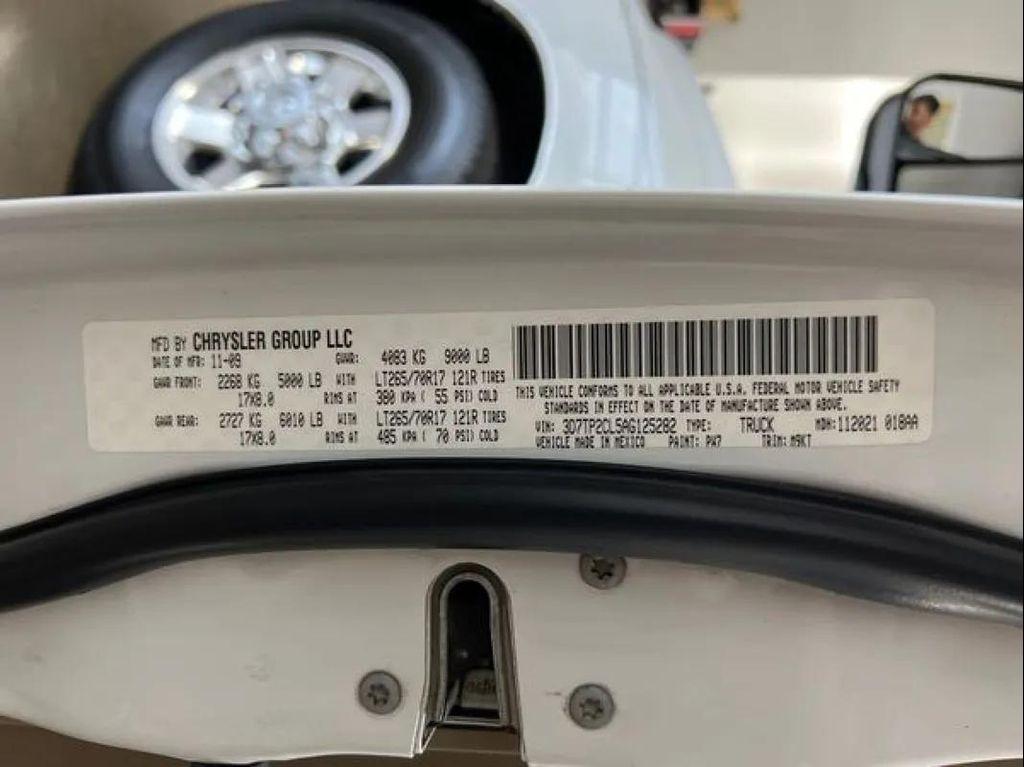 MFD BY CHRYSLER GROUP LLC
DATE OF MFR: 11-09 GVWR: 4083 KG 9000 LB
GAWR FRONT: 2268 KG 5000 LB WITH LT265/70R17 121R TIRES
17X8.0 RIMS AT 380 KPA ( 55 PSI) COLD
GAWR REAR: 2727 KG 6010 LB WITH LT265/70R17 121R TIRES
17X8.0 RIMS AT 485 KPA ( 70 PSI) COLD
THIS VEHICLE CONFORMS TO ALL APPLICABLE U.S.A. FEDERAL MOTOR VEHICLE SAFETY
STANDARDS IN EFFECT ON THE DATE OF MANUFACTURE SHOWN ABOVE.
VIN: 3D7TP2CL5AG125282 TYPE: TRUCK MDH: 112021 018AA
VEHICLE MADE IN MEXICO PAINT: PW7 TRIM: M9KT